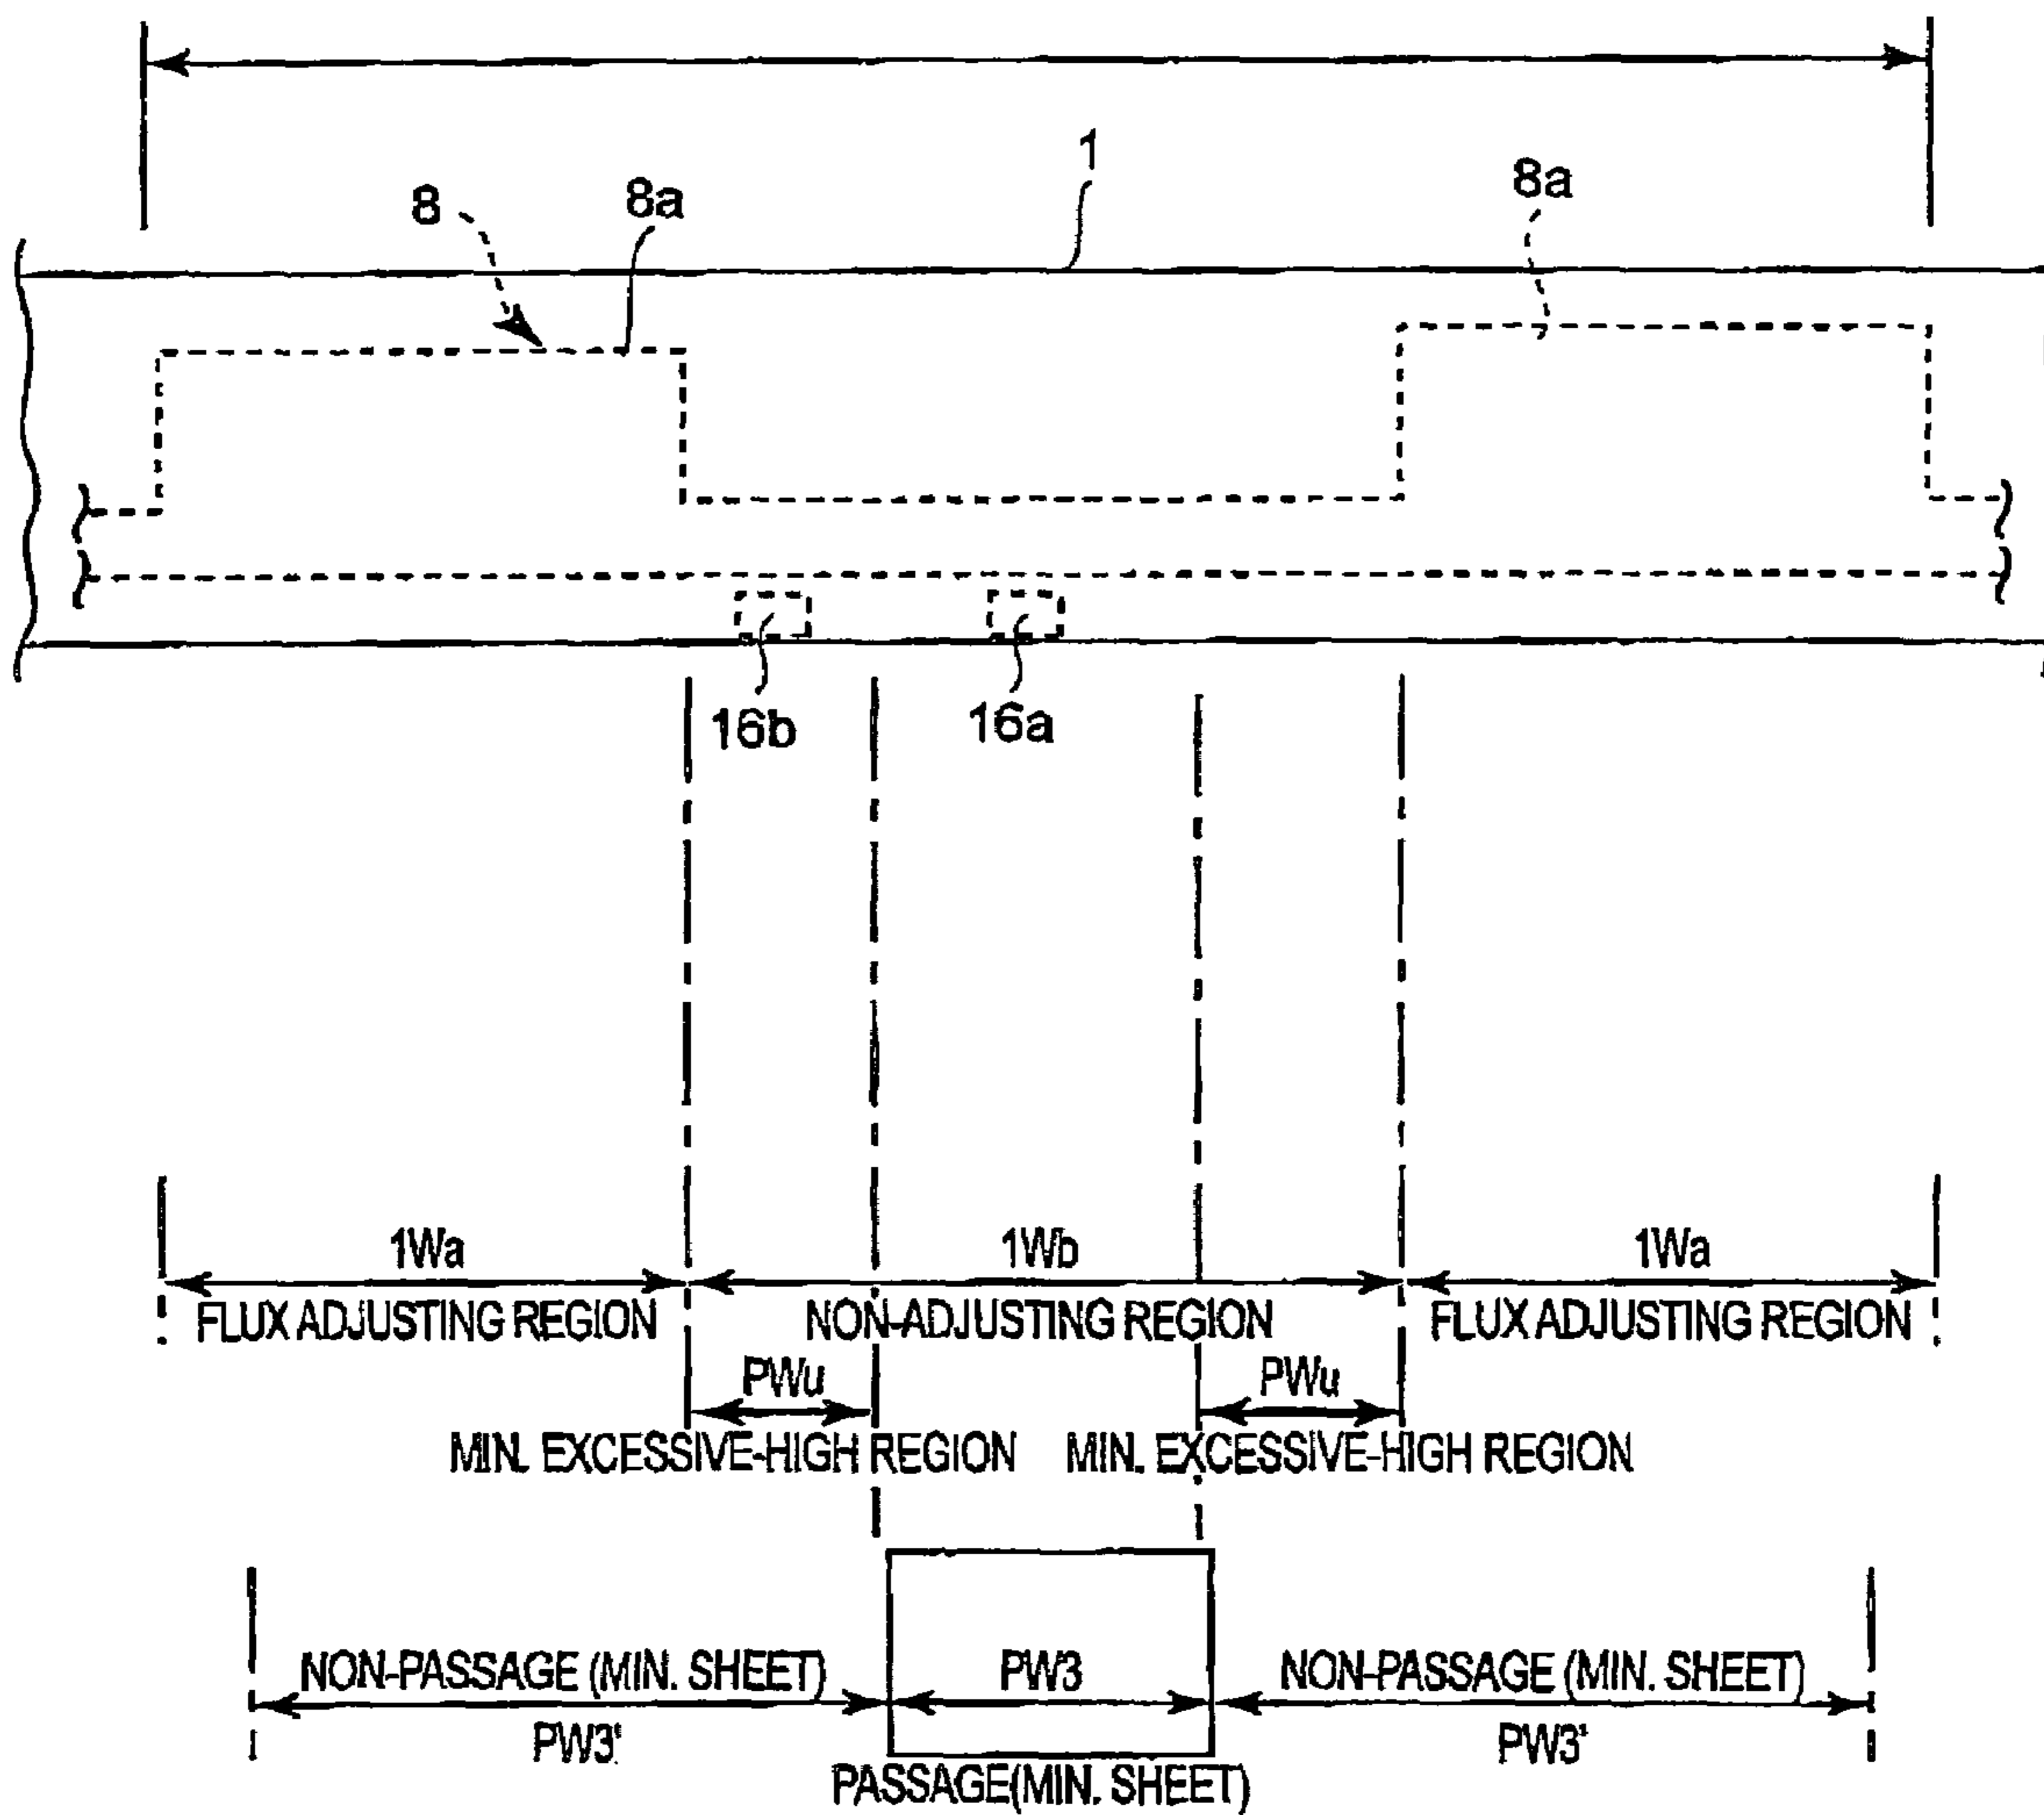 1
8
8a
8a
16b
16a
1Wa
1Wb
1Wa
FLUX ADJUSTING REGION
NON-ADJUSTING REGION
FLUX ADJUSTING REGION
PWu
PWu
MIN. EXCESSIVE-HIGH REGION
MIN. EXCESSIVE-HIGH REGION
NON-PASSAGE (MIN. SHEET)
PW3
NON-PASSAGE (MIN. SHEET)
PW3'
PW3'
PASSAGE(MIN. SHEET)